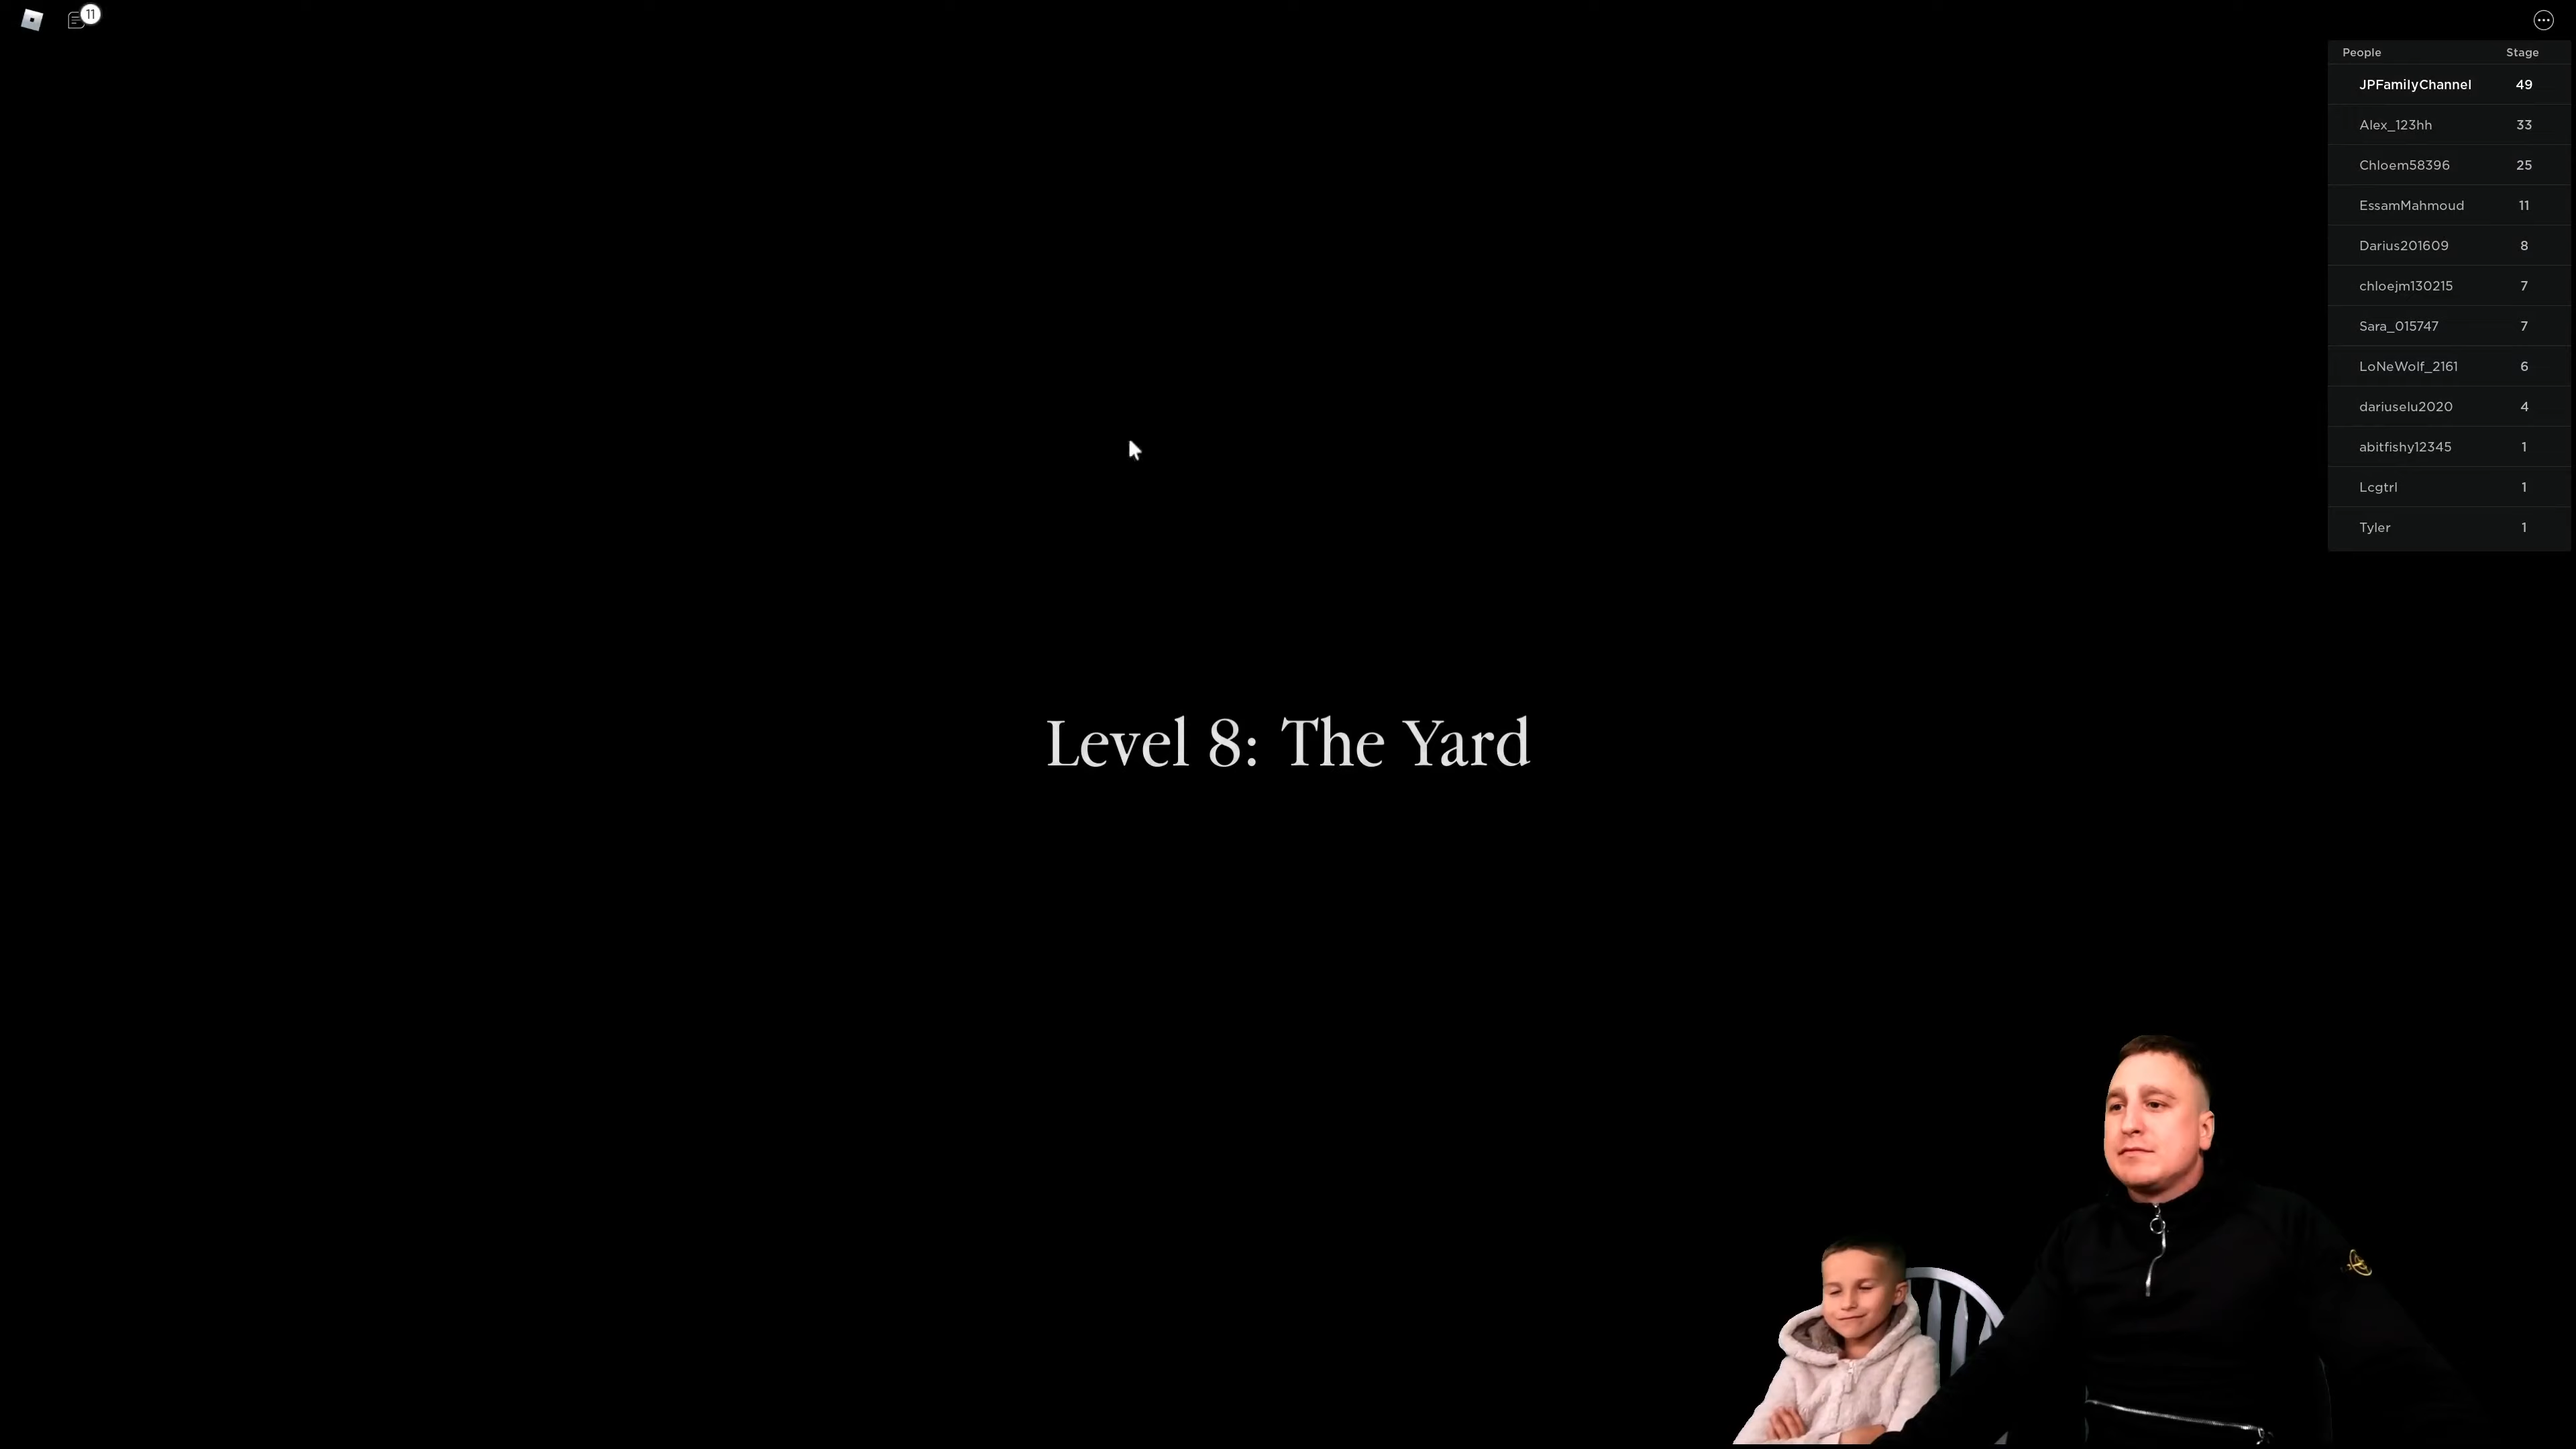 11
People Stage
JPFamilyChannel 49
Alex_123hh 33
Chloem58396 25
EssamMahmoud 11
Darius201609 8
chloejm130215 7
Sara_015747 7
LoNeWolf_2161 6
dariuselu2020 4
abitfishy12345 1
Lcgtrl 1
Tyler 1
Level 8: The Yard